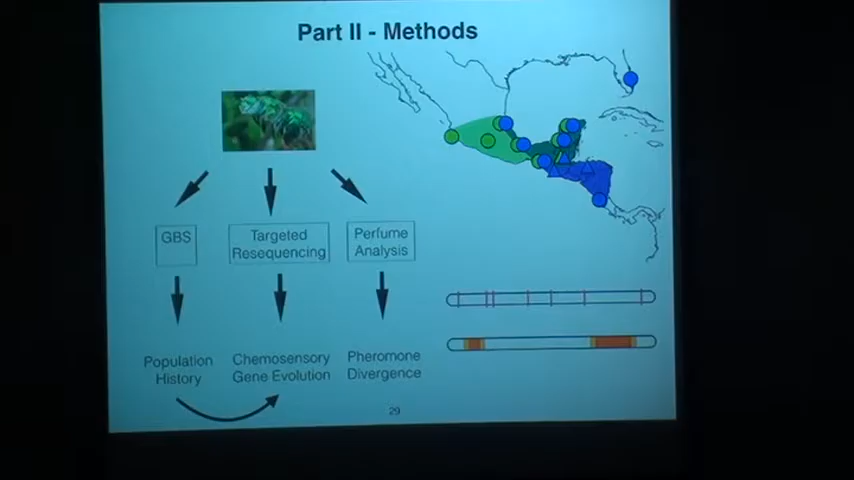 Part II - Methods
GBS
Targeted
Resequencing
Perfume
Analysis
Population
History
Chemosensory
Gene Evolution
Pheromone
Divergence
29